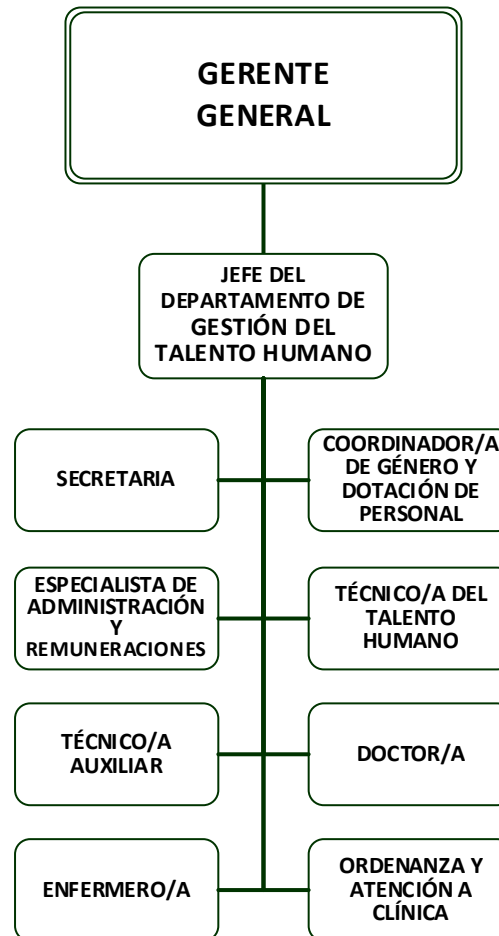 GERENTE
GENERAL
JEFE DEL
DEPARTAMENTO DE
GESTIÓN DEL
TALENTO HUMANO
SECRETARIA
COORDINADOR/A
DE GÉNERO Y
DOTACIÓN DE
PERSONAL
ESPECIALISTA DE
ADMINISTRACIÓN
Y
REMUNERACIONES
TÉCNICO/A DEL
TALENTO
HUMANO
TÉCNICO/A
AUXILIAR
DOCTOR/A
ENFERMERO/A
ORDENANZA Y
ATENCIÓN A
CLÍNICA